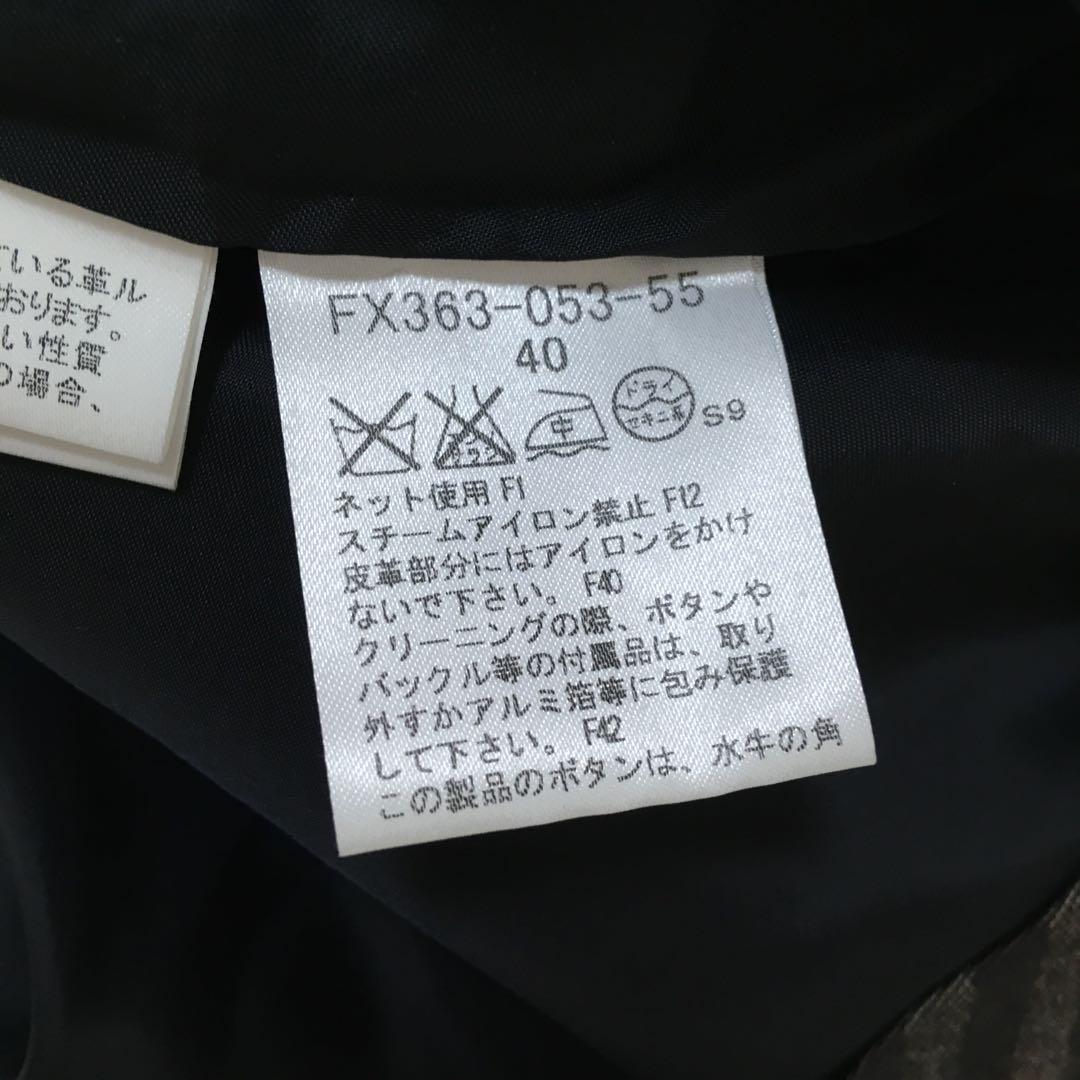 ている革ル
おります。
い性質
の場合、
FX363-053-55
40
中
ドライ
セキユ系
S9
ネット使用 F1
スチームアイロン禁止 F12
皮革部分にはアイロンをかけ
ないで下さい。 F40
クリーニングの際、ボタンや
バックル等の付属品は、取り
外すかアルミ箔等に包み保護
して下さい。 F42
この製品のボタンは、水牛の角